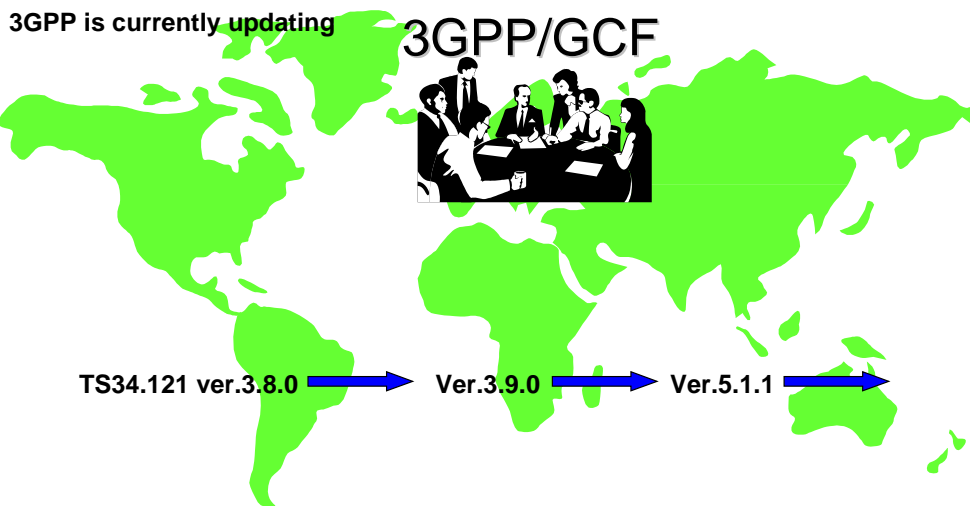 3GPP is currently updating
3GPP/GCF
TS34.121 ver.3.8.0
Ver.3.9.0
Ver.5.1.1